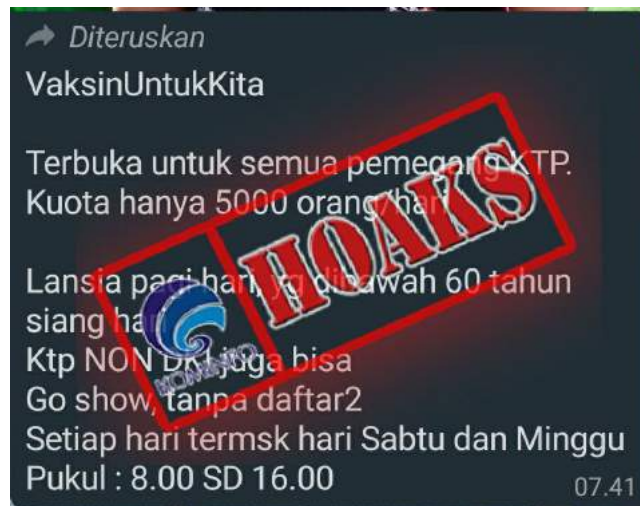 Diteruskan
VaksinUntukKita
Terbuka untuk semua pemegang KTP.
Kuota hanya 5000 orang/hari
Lansia pagi hari, yg dibawah 60 tahun
siang hari
Ktp NON DKI juga bisa
Go show, tanpa daftar2
Setiap hari termsk hari Sabtu dan Minggu
Pukul : 8.00 SD 16.00
07.41
HOAKS
KOMINFO